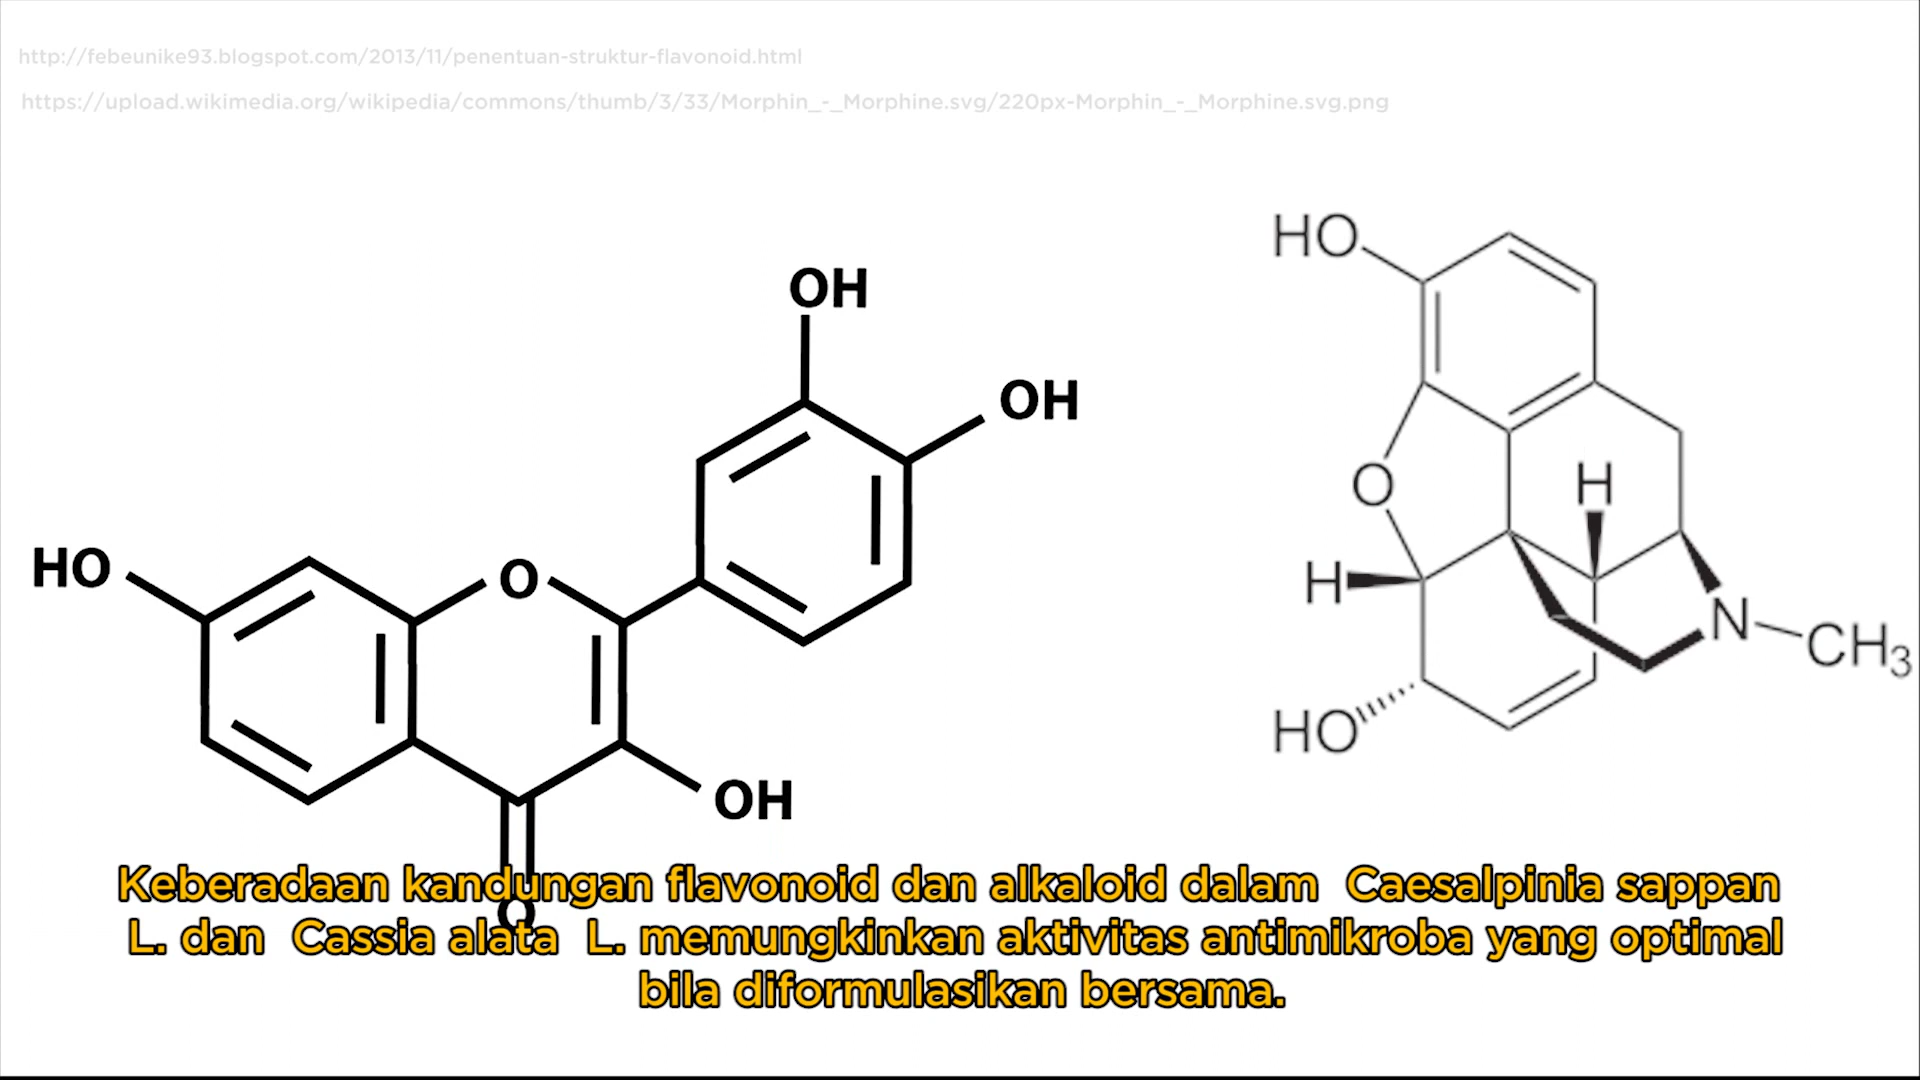 http://febeunike93.blogspot.com/2013/11/penentuan-struktur-flavonoid.html
https://upload.wikimedia.org/wikipedia/commons/thumb/3/33/Morphin_-_Morphine.svg/220px-Morphin_-_Morphine.svg.png
HO
OH
OH
O
H
H
HO
O
N
CH3
HO
OH
O
Keberadaan kandungan flavonoid dan alkaloid dalam Caesalpinia sappan
L. dan Cassia alata L. memungkinkan aktivitas antimikroba yang optimal
bila diformulasikan bersama.